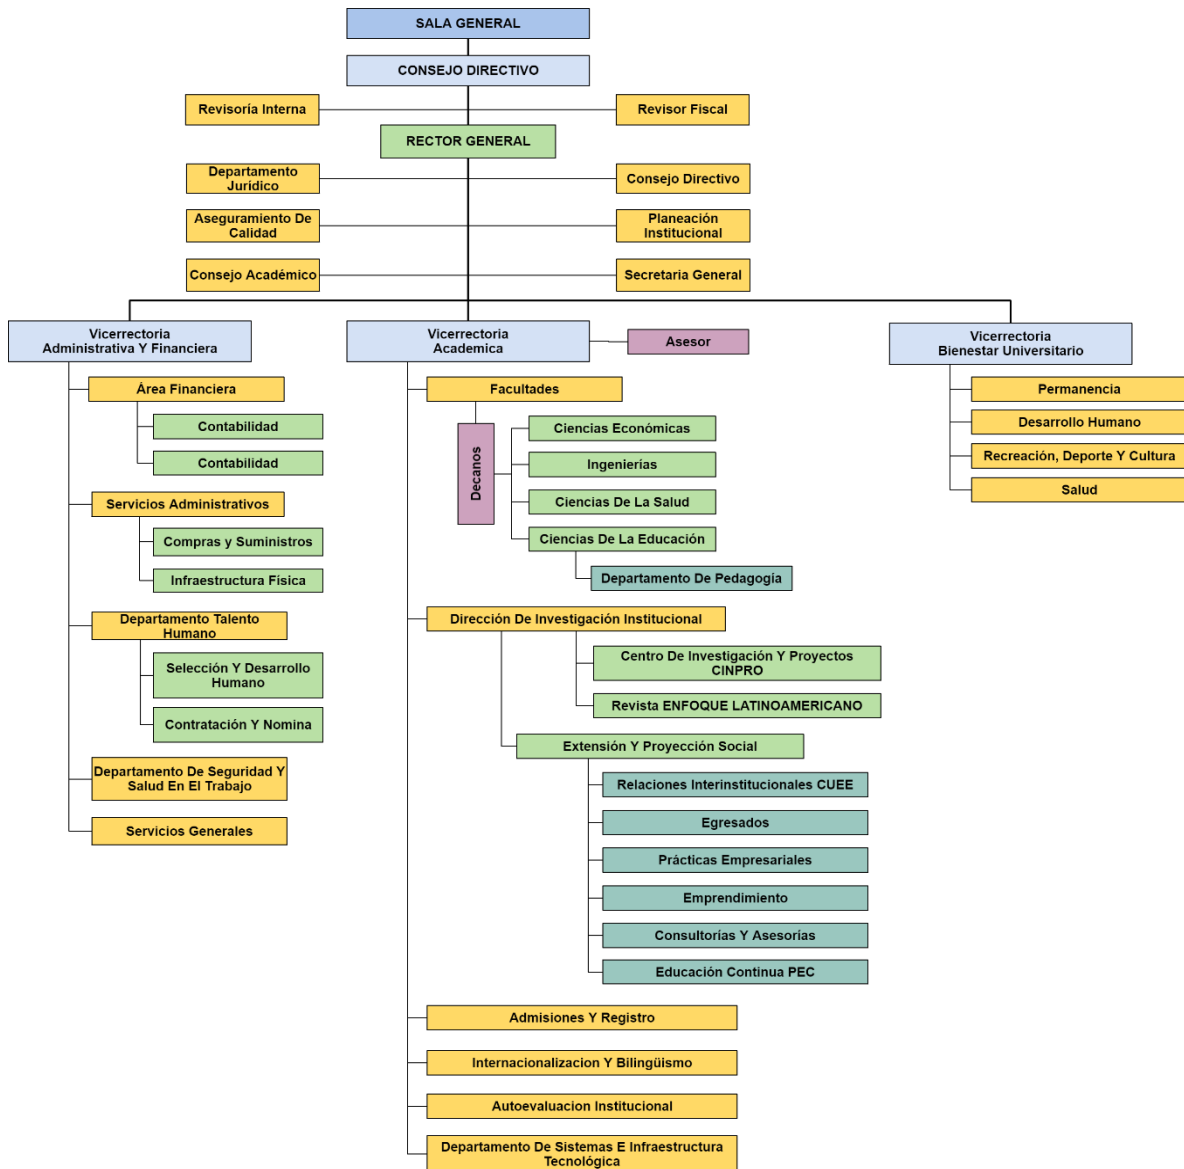 SALA GENERAL
CONSEJO DIRECTIVO
Revisoría Interna
Revisor Fiscal
RECTOR GENERAL
Departamento
Jurídico
Consejo Directivo
Aseguramiento De
Calidad
Planeación
Institucional
Consejo Académico
Secretaria General
Vicerrectoria
Administrativa Y Financiera
Área Financiera
Contabilidad
Contabilidad
Servicios Administrativos
Compras y Suministros
Infraestructura Física
Departamento Talento
Humano
Selección Y Desarrollo
Humano
Contratación Y Nomina
Departamento De Seguridad Y
Salud En El Trabajo
Servicios Generales
Vicerrectoria
Academica
Asesor
Facultades
Decanos
Ciencias Económicas
Ingenierías
Ciencias De La Salud
Ciencias De La Educación
Departamento De Pedagogía
Dirección De Investigación Institucional
Centro De Investigación Y Proyectos
CINPRO
Revista ENFOQUE LATINOAMERICANO
Extensión Y Proyección Social
Relaciones Interinstitucionales CUEE
Egresados
Prácticas Empresariales
Emprendimiento
Consultorías Y Asesorías
Educación Continua PEC
Admisiones Y Registro
Internacionalizacion Y Bilingüismo
Autoevaluacion Institucional
Departamento De Sistemas E Infraestructura
Tecnológica
Vicerrectoria
Bienestar Universitario
Permanencia
Desarrollo Humano
Recreación, Deporte Y Cultura
Salud